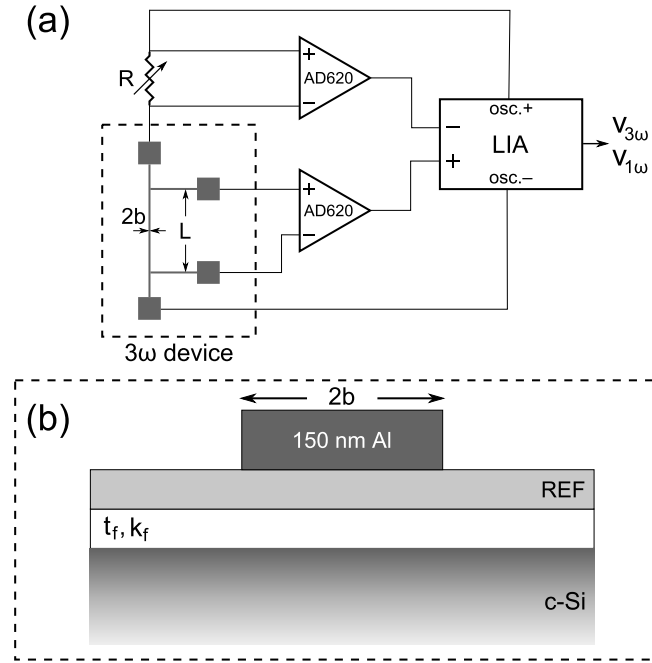 (a)
R
+
AD620
−
osc.+
−
LIA
+
osc.−
V3ω
V1ω
+
AD620
−
2b
L
3ω device
(b)
2b
150 nm Al
REF
tf, kf
c-Si